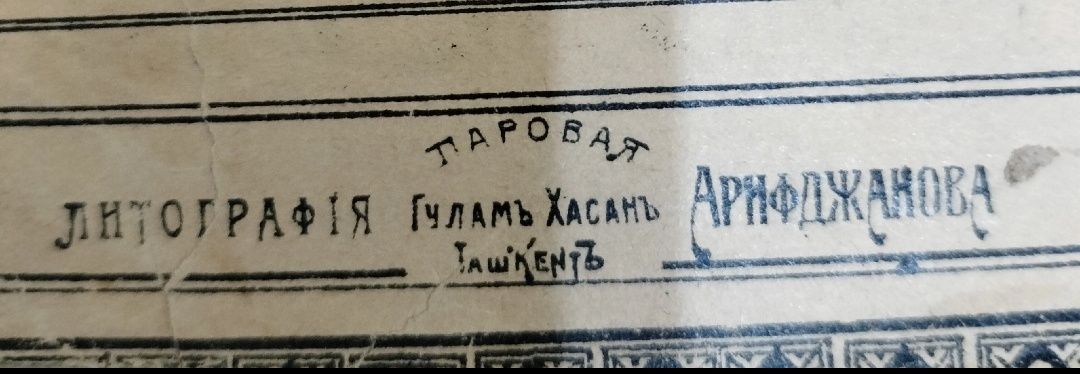 ПАРОВАЯ
ЛИТОГРАФІЯ ГУЛАМЪ ХАСАНЪ АРИФДЖАНОВА
ТАШКЕНТЪ